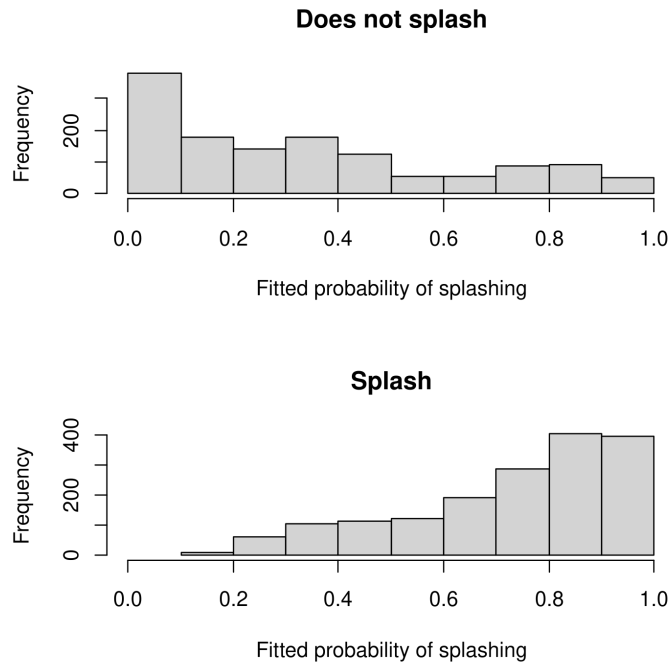 Does not splash
Frequency
0
200
0.0 0.2 0.4 0.6 0.8 1.0
Fitted probability of splashing
Splash
Frequency
0
200
400
0.0 0.2 0.4 0.6 0.8 1.0
Fitted probability of splashing